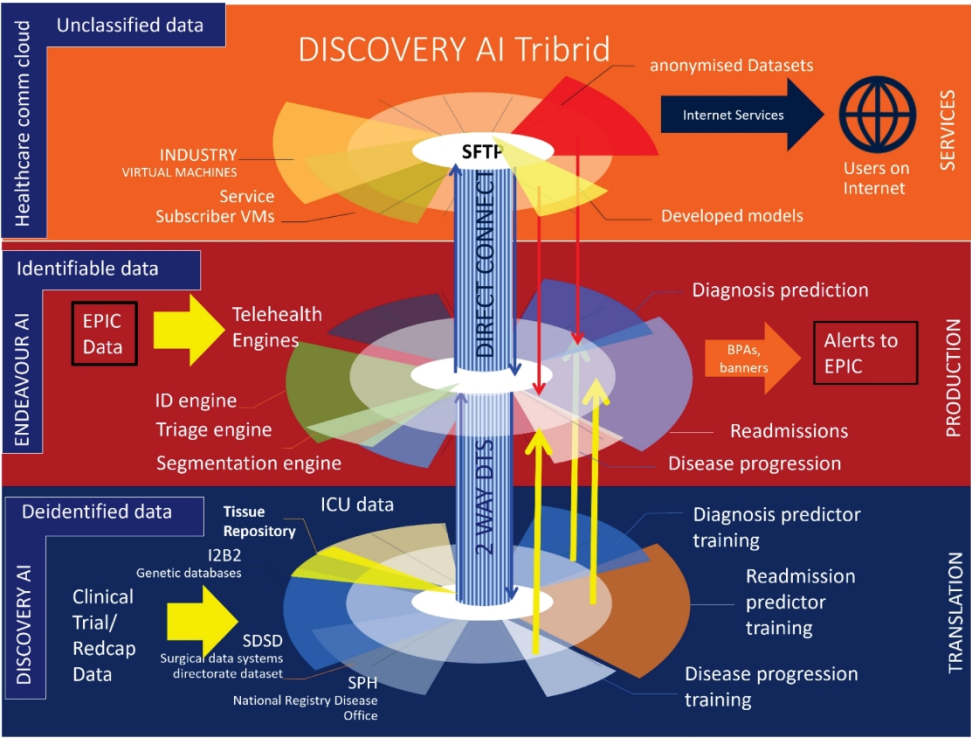 Unclassified data
Healthcare comm cloud
DISCOVERY AI Tribrid
anonymised Datasets
Internet Services
Users on
Internet
SERVICES
SFTP
INDUSTRY
VIRTUAL MACHINES
Service
Subscriber VMs
Developed models
DIRECT CONNECT
Identifiable data
ENDEAVOUR AI
EPIC
Data
Telehealth
Engines
ID engine
Triage engine
Segmentation engine
Diagnosis prediction
BPAs,
banners
Alerts to
EPIC
Readmissions
Disease progression
PRODUCTION
2 WAY DTS
Deidentified data
DISCOVERY AI
Clinical
Trial/
Redcap
Data
ICU data
Tissue
Repository
I2B2
Genetic databases
SDSD
Surgical data systems
directorate dataset
SPH
National Registry Disease
Office
Diagnosis predictor
training
Readmission
predictor
training
Disease progression
training
TRANSLATION